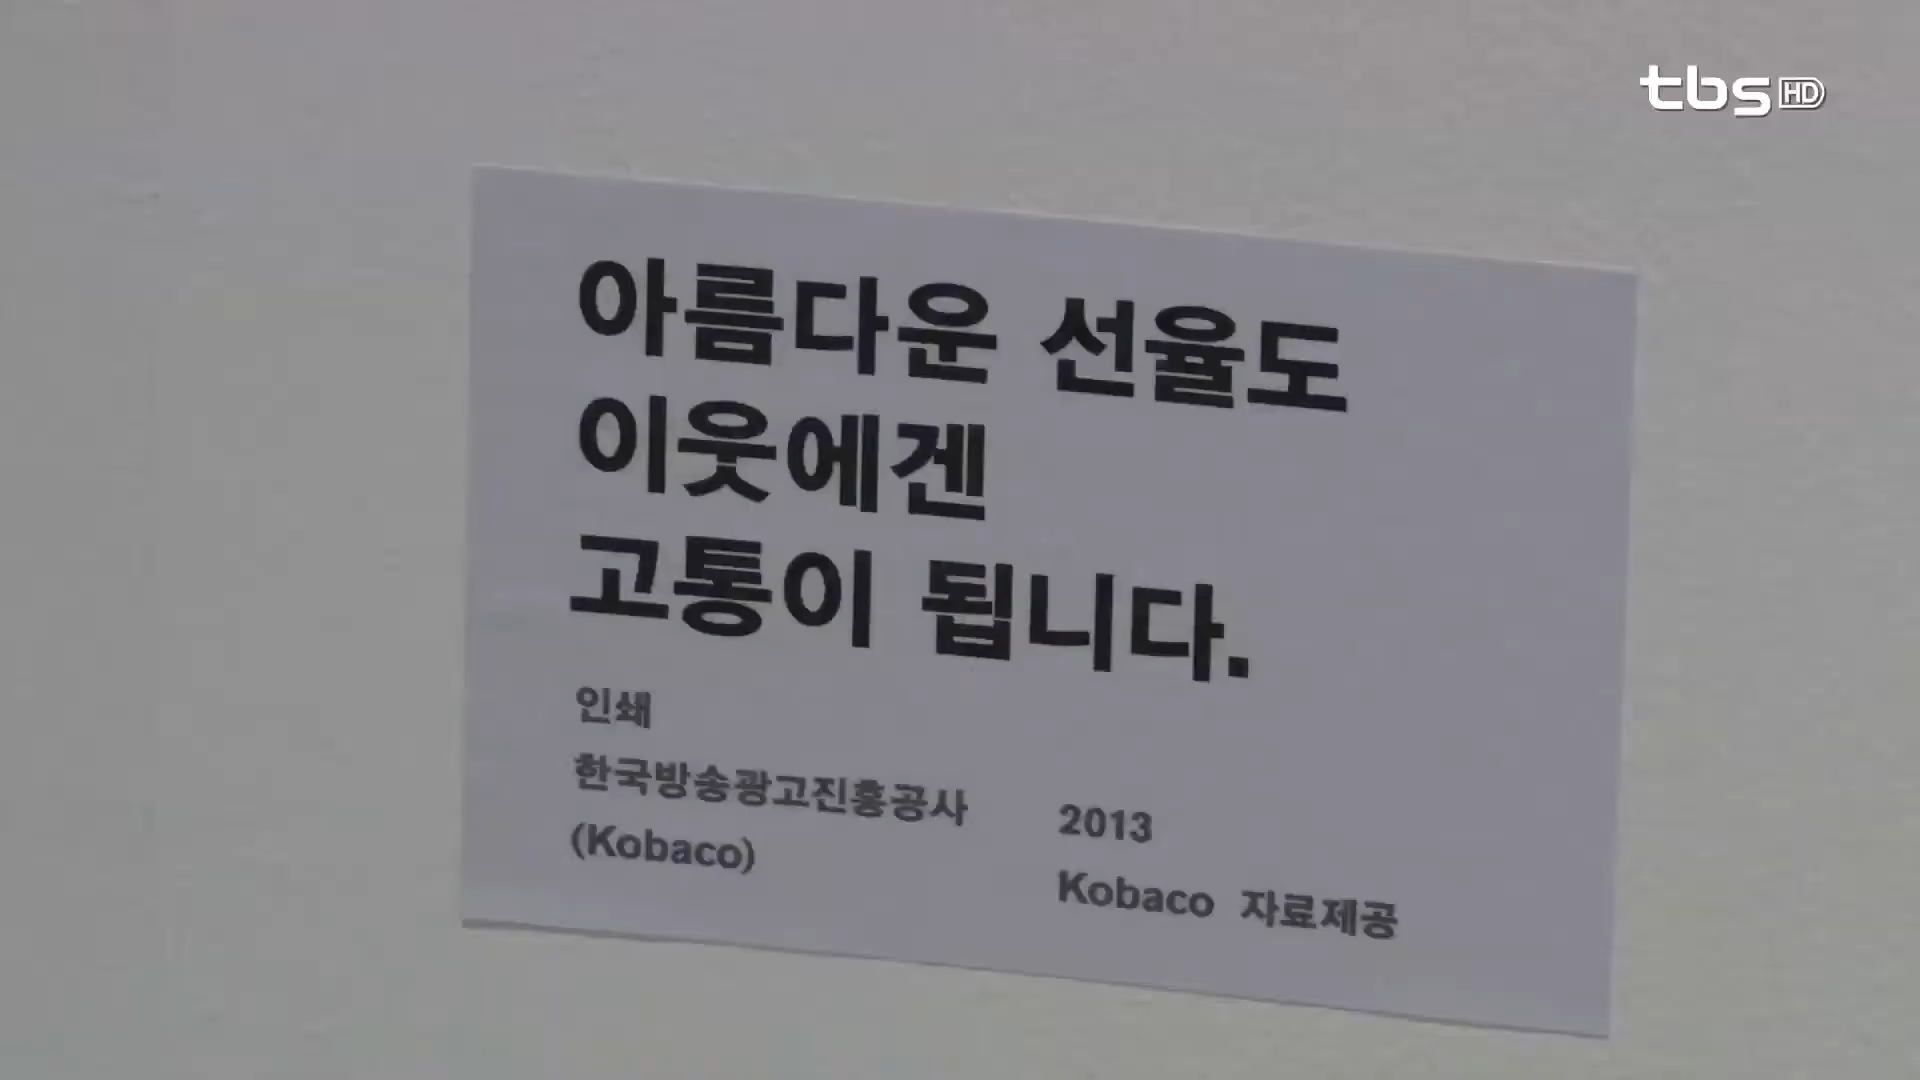 tbs HD
아름다운 선율도
이웃에겐
고통이 됩니다.
인쇄
한국방송광고진흥공사
(Kobaco)
2013
Kobaco 자료제공